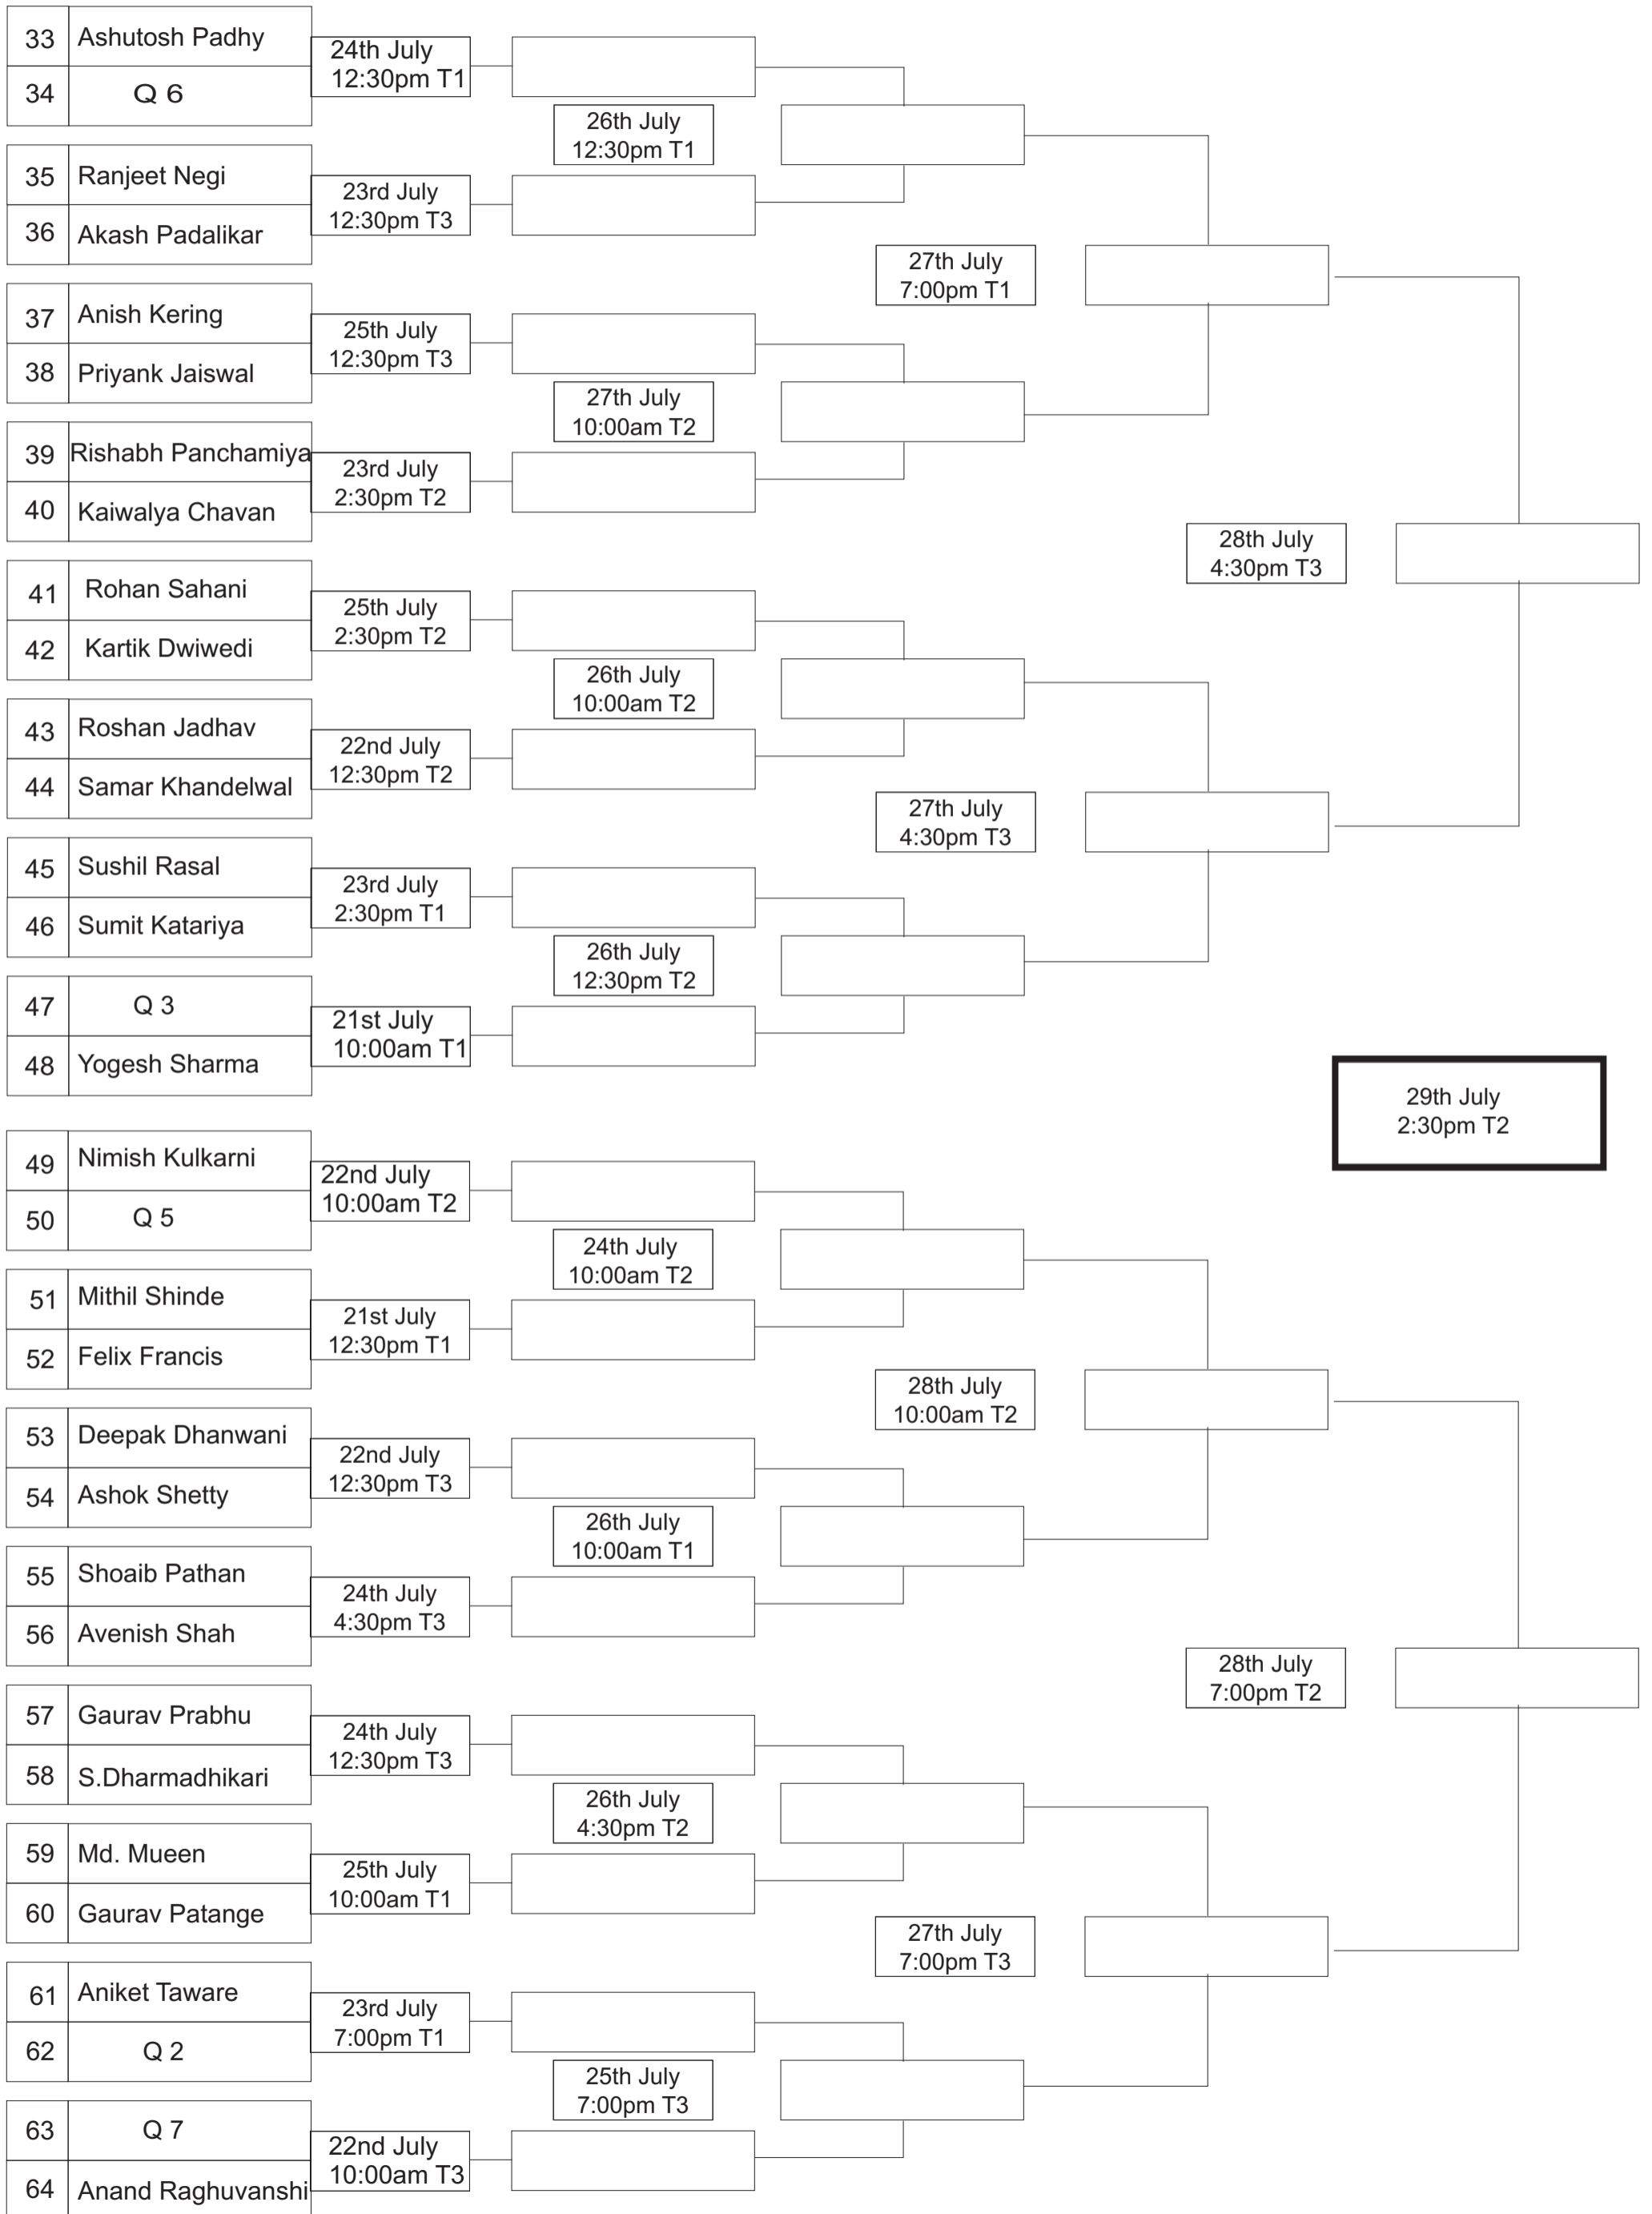 33 Ashutosh Padhy
34 Q 6
24th July
12:30pm T1
26th July
12:30pm T1
35 Ranjeet Negi
36 Akash Padalikar
23rd July
12:30pm T3
27th July
7:00pm T1
37 Anish Kering
38 Priyank Jaiswal
25th July
12:30pm T3
27th July
10:00am T2
39 Rishabh Panchamiya
40 Kaiwalya Chavan
23rd July
2:30pm T2
28th July
4:30pm T3
41 Rohan Sahani
42 Kartik Dwiwedi
25th July
2:30pm T2
26th July
10:00am T2
43 Roshan Jadhav
44 Samar Khandelwal
22nd July
12:30pm T2
27th July
4:30pm T3
45 Sushil Rasal
46 Sumit Katariya
23rd July
2:30pm T1
26th July
12:30pm T2
47 Q 3
48 Yogesh Sharma
21st July
10:00am T1
29th July
2:30pm T2
49 Nimish Kulkarni
50 Q 5
22nd July
10:00am T2
24th July
10:00am T2
51 Mithil Shinde
52 Felix Francis
21st July
12:30pm T1
28th July
10:00am T2
53 Deepak Dhanwani
54 Ashok Shetty
22nd July
12:30pm T3
26th July
10:00am T1
55 Shoaib Pathan
56 Avenish Shah
24th July
4:30pm T3
28th July
7:00pm T2
57 Gaurav Prabhu
58 S.Dharmadhikari
24th July
12:30pm T3
26th July
4:30pm T2
59 Md. Mueen
60 Gaurav Patange
25th July
10:00am T1
27th July
7:00pm T3
61 Aniket Taware
62 Q 2
23rd July
7:00pm T1
25th July
7:00pm T3
63 Q 7
64 Anand Raghuvanshi
22nd July
10:00am T3